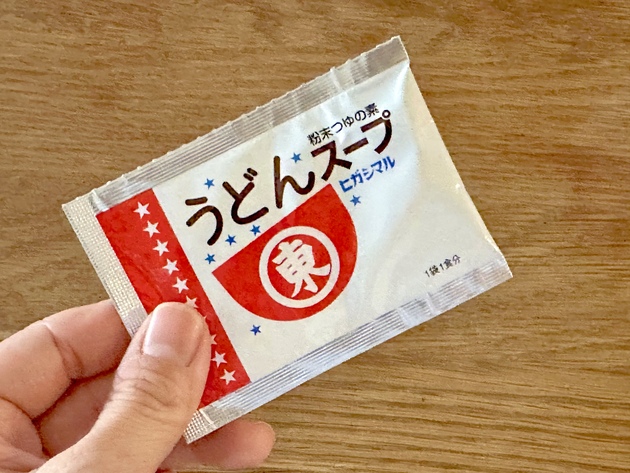 粉末つゆの素
うどんスープ
ヒガシマル
東
1袋1食分